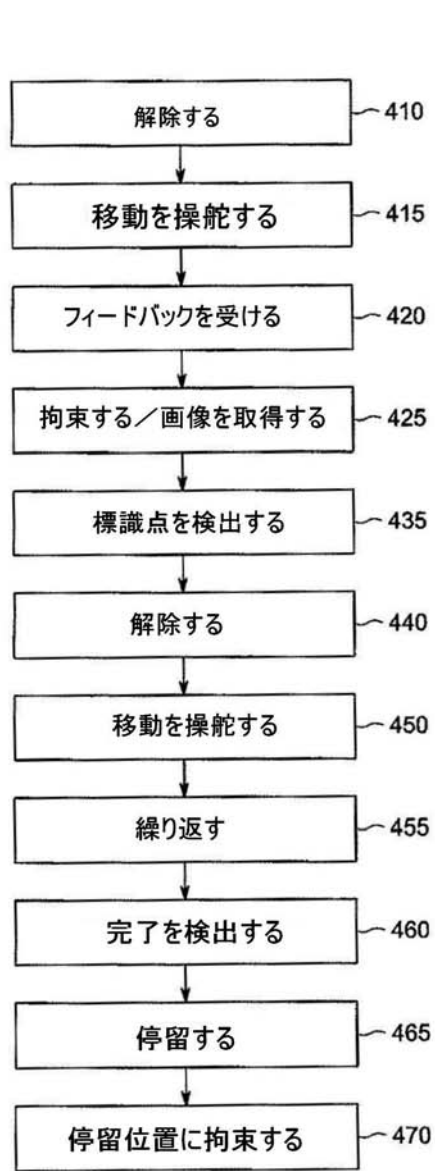 解除する 410
移動を操舵する 415
フィードバックを受ける 420
拘束する／画像を取得する 425
標識点を検出する 435
解除する 440
移動を操舵する 450
繰り返す 455
完了を検出する 460
停留する 465
停留位置に拘束する 470